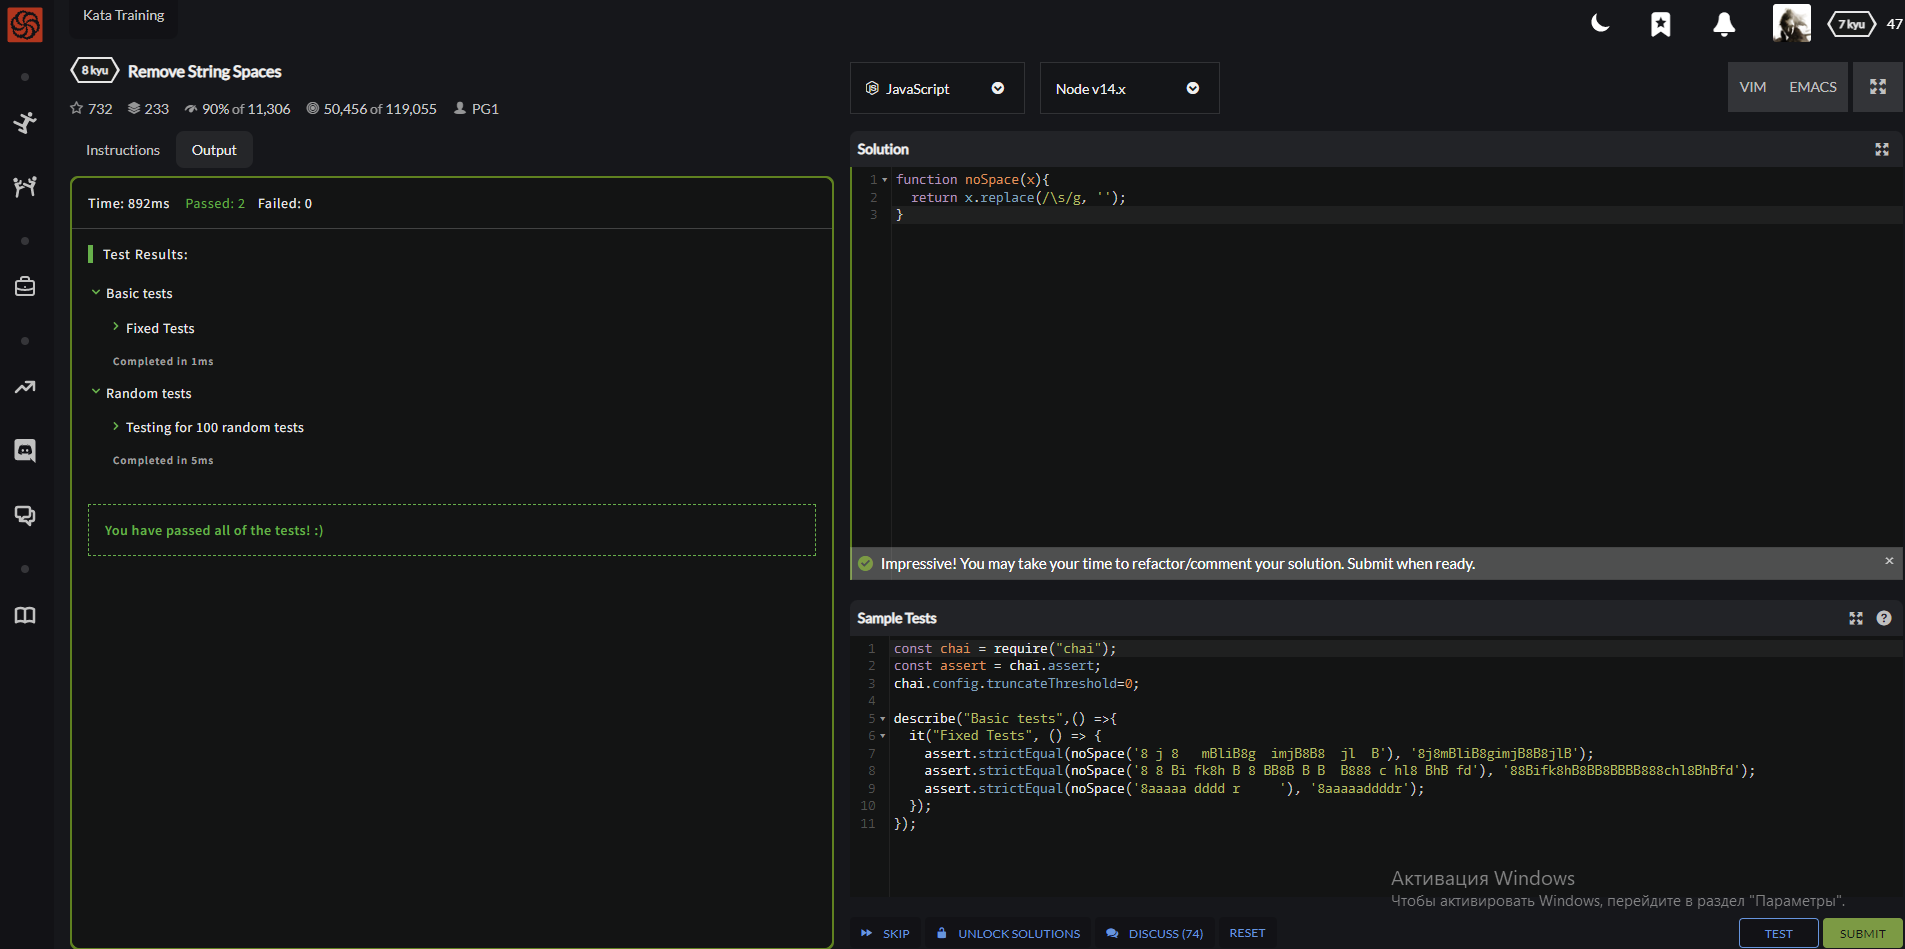 Kata Training
7 kyu 47
8 kyu Remove String Spaces
732 233 90% of 11,306 50,456 of 119,055 PG1
JavaScript Node v14.x VIM EMACS
Instructions Output
Time: 892ms Passed: 2 Failed: 0
Test Results:
Basic tests
Fixed Tests
Completed in 1ms
Random tests
Testing for 100 random tests
Completed in 5ms
You have passed all of the tests! :)
Solution
1 function noSpace(x){
2 return x.replace(/\s/g, '');
3 }
Impressive! You may take your time to refactor/comment your solution. Submit when ready. ×
Sample Tests ?
1 const chai = require("chai");
2 const assert = chai.assert;
3 chai.config.truncateThreshold=0;
4
5 describe("Basic tests",() =>{
6 it("Fixed Tests", () => {
7 assert.strictEqual(noSpace('8 j 8   mBliB8g  imjB8B8  jl  B'), '8j8mBliB8gimjB8B8jlB');
8 assert.strictEqual(noSpace('8 8 Bi fk8h B 8 BB8B B B  B888 c hl8 BhB fd'), '88Bifk8hB8BB8BBBB888chl8BhBfd');
9 assert.strictEqual(noSpace('8aaaaa dddd r     '), '8aaaaaddddr');
10 });
11 });
Активация Windows
Чтобы активировать Windows, перейдите в раздел "Параметры".
SKIP UNLOCK SOLUTIONS DISCUSS (74) RESET TEST SUBMIT